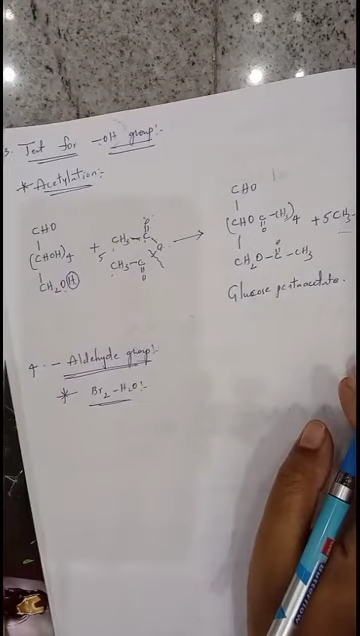 3. Test for -OH group:-
* Acetylation:-
CHO
|
(CHOH)4
|
CH2OH
+ 5
CH3-C
O
O
CH3-C
O
→
CHO
|
(CHO C-CH3)4
O
|
CH2O-C-CH3
O
+ 5CH3-
Glucose pentaacetate.
4. - Aldehyde group:-
* Br2-H2O:-
waterflow